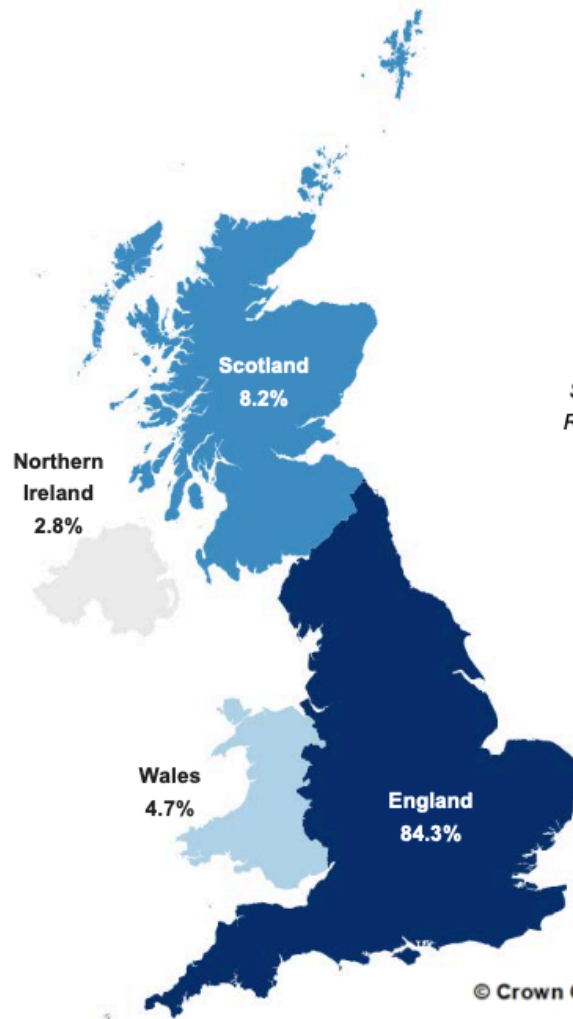 Scotland
8.2%
Northern
Ireland
2.8%
Wales
4.7%
England
84.3%
© Crown